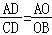 AD/CD = AO/OB